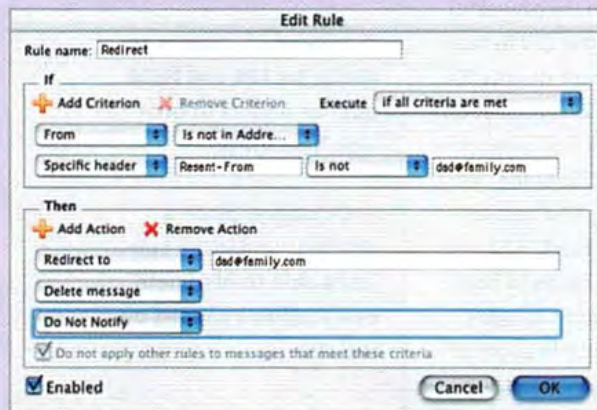 Edit Rule
Rule name: Redirect
If
Add Criterion Remove Criterion Execute if all criteria are met
From Is not in Addre...
Specific header Resent-From Is not dad@family.com
Then
Add Action Remove Action
Redirect to dad@family.com
Delete message
Do Not Notify
Do not apply other rules to messages that meet these criteria
Enabled Cancel OK